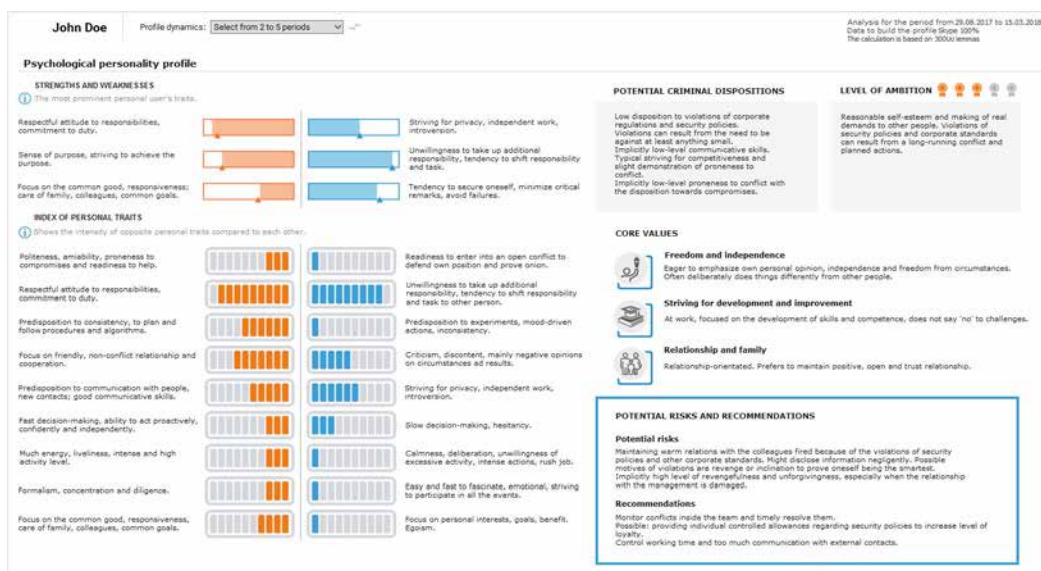 John Doe
Profile dynamics: Select from 2 to 5 periods
Analysis for the period from 29.08.2017 to 15.03.2018
Data to build the profile Skype 100%
The calculation is based on lemmas
Psychological personality profile
STRENGTHS AND WEAKNESSES
The most prominent personal user's traits.
Respectful attitude to responsibilities,
commitment to duty.
Striving for privacy, independent work,
introversion.
Sense of purpose, striving to achieve the
purpose.
Unwillingness to take up additional
responsibility, tendency to shift responsibility
and task.
Focus on the common good, responsiveness;
care of family, colleagues, common goals.
Tendency to secure oneself, minimize critical
remarks, avoid failures.
INDEX OF PERSONAL TRAITS
Shows the intensity of opposite personal traits compared to each other.
Politeness, amiability, proneness to
compromises and readiness to help.
Readiness to enter into an open conflict to
defend own position and prove onion.
Respectful attitude to responsibilities,
commitment to duty.
Unwillingness to take up additional
responsibility, tendency to shift responsibility
and task to other person.
Predisposition to consistency, to plan and
follow procedures and algorithms.
Predisposition to experiments, mood-driven
actions, inconsistency.
Focus on friendly, non-conflict relationship and
cooperation.
Criticism, discontent, mainly negative opinions
on circumstances ad results.
Predisposition to communication with people,
new contacts; good communicative skills.
Striving for privacy, independent work,
introversion.
Fast decision-making, ability to act proactively,
confidently and independently.
Slow decision-making, hesitancy.
Much energy, liveliness, intense and high
activity level.
Calmness, deliberation, unwillingness of
excessive activity, intense actions, rush job.
Formalism, concentration and diligence.
Easy and fast to fascinate, emotional, striving
to participate in all the events.
Focus on the common good, responsiveness,
care of family, colleagues, common goals.
Focus on personal interests, goals, benefit.
Egoism.
POTENTIAL CRIMINAL DISPOSITIONS
Low disposition to violations of corporate
regulations and security policies.
Violations can result from the need to be
against at least anything small.
Implicitly low-level communicative skills.
Typical striving for competitiveness and
slight demonstration of proneness to
conflict.
Implicitly low-level proneness to conflict with
the disposition towards compromises.
LEVEL OF AMBITION
Reasonable self-esteem and making of real
demands to other people. Violations of
security policies and corporate standards
can result from a long-running conflict and
planned actions.
CORE VALUES
Freedom and independence
Eager to emphasize own personal opinion, independence and freedom from circumstances.
Often deliberately does things differently from other people.
Striving for development and improvement
At work, focused on the development of skills and competence, does not say 'no' to challenges.
Relationship and family
Relationship-orientated. Prefers to maintain positive, open and trust relationship.
POTENTIAL RISKS AND RECOMMENDATIONS
Potential risks
Maintaining warm relations with the colleagues fired because of the violations of security
policies and other corporate standards. Might disclose information negligently. Possible
motives of violations are revenge or inclination to prove oneself being the smartest.
Implicitly high level of revengefulness and unforgivingness, especially when the relationship
with the management is damaged.
Recommendations
Monitor conflicts inside the team and timely resolve them.
Possible: providing individual controlled allowances regarding security policies to increase level of
loyalty.
Control working time and too much communication with external contacts.